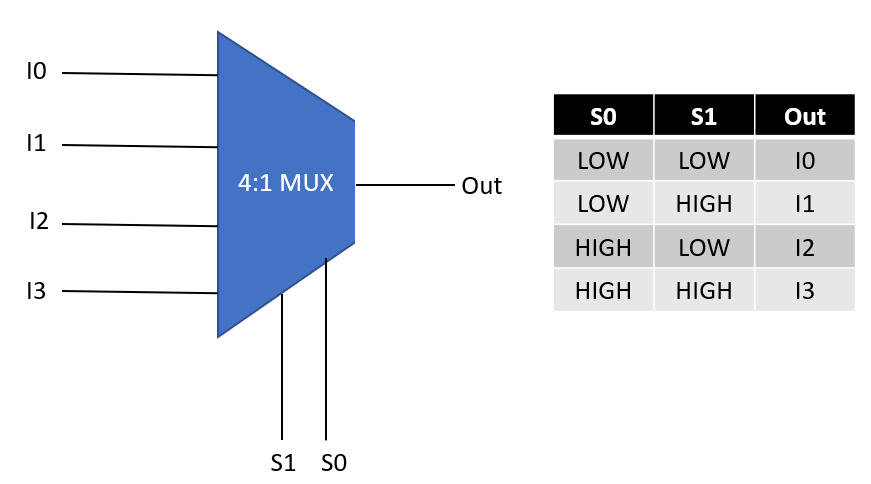 I0
I1
I2
I3
4:1 MUX
Out
S1 S0
S0 S1 Out
LOW LOW I0
LOW HIGH I1
HIGH LOW I2
HIGH HIGH I3